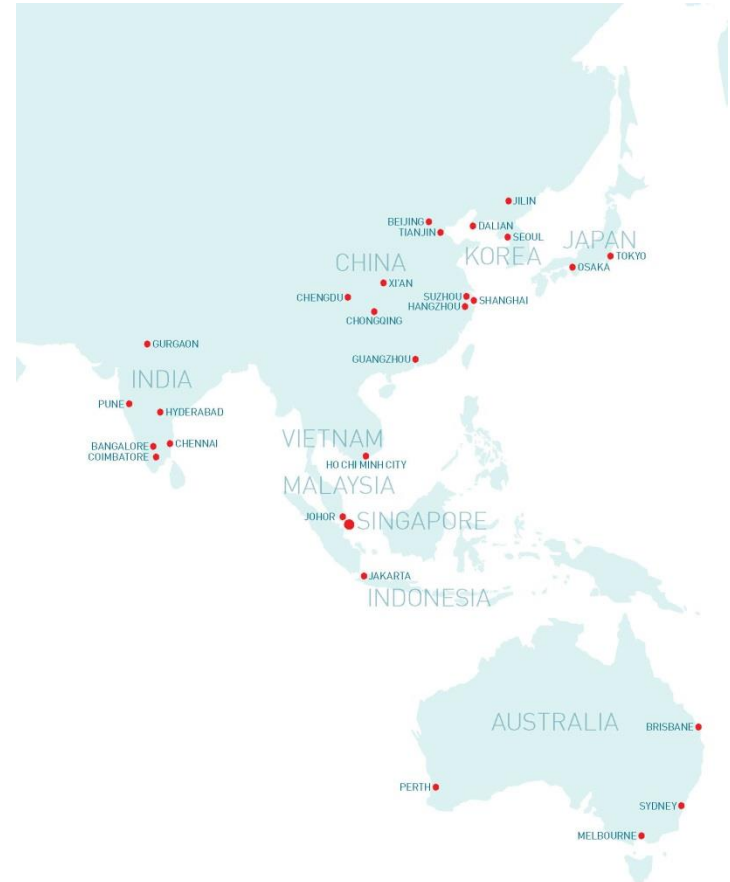 JILIN
BEIJING
DALIAN
TIANJIN
SEOUL
JAPAN
KOREA
TOKYO
CHINA
OSAKA
XI'AN
CHENGDU
SUZHOU
SHANGHAI
HANGZHOU
CHONGQING
GURGAON
GUANGZHOU
INDIA
PUNE
HYDERABAD
VIETNAM
BANGALORE
CHENNAI
COIMBATORE
HO CHI MINH CITY
MALAYSIA
JOHOR
SINGAPORE
JAKARTA
INDONESIA
AUSTRALIA
BRISBANE
PERTH
SYDNEY
MELBOURNE